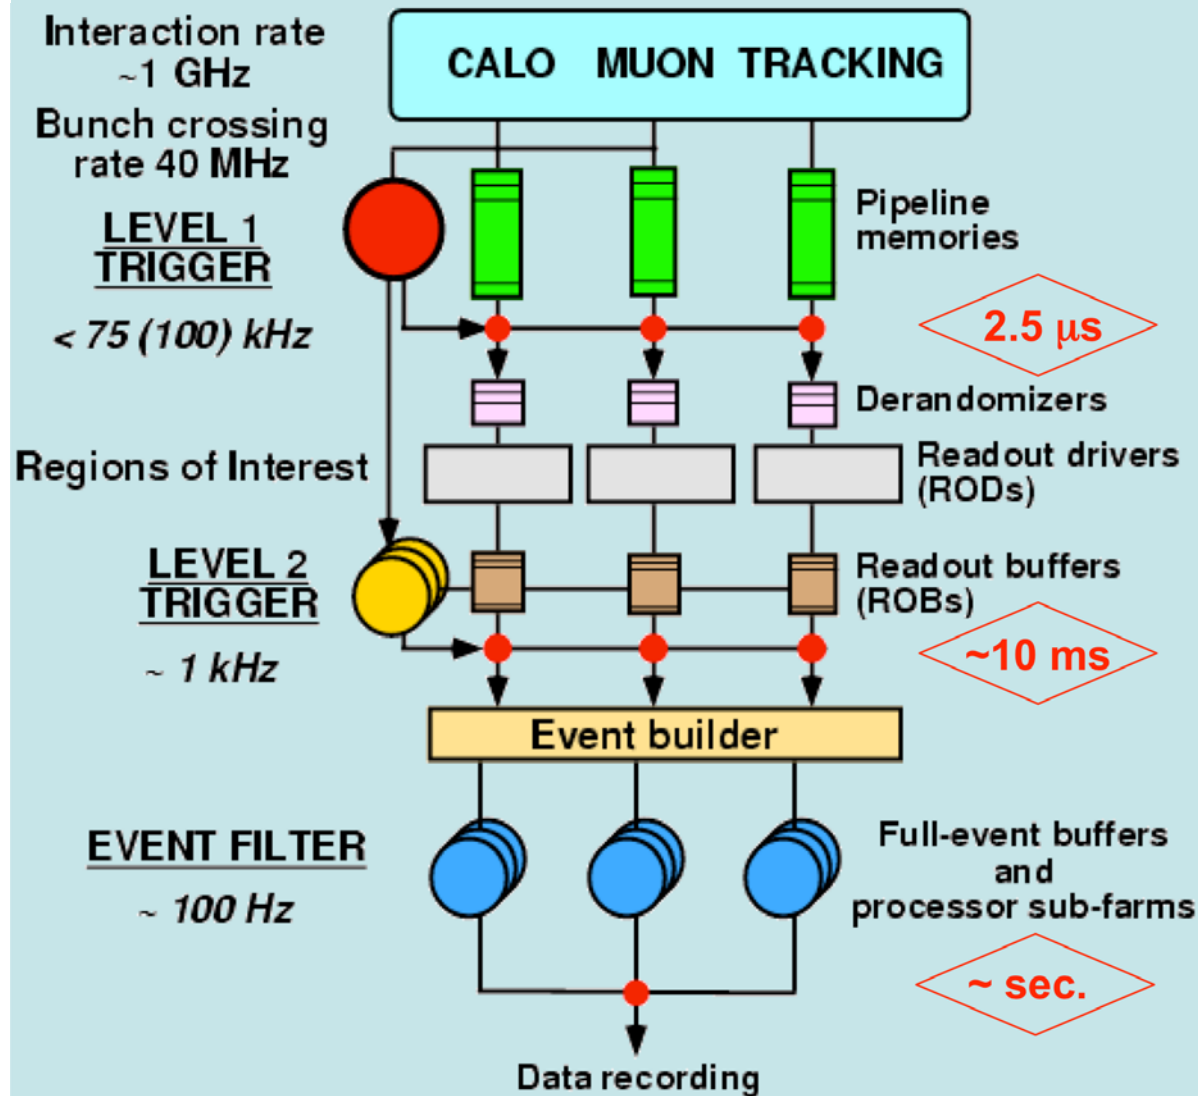 Interaction rate
~1 GHz
CALO MUON TRACKING
Bunch crossing
rate 40 MHz
LEVEL 1
TRIGGER
< 75 (100) kHz
Pipeline
memories
2.5 μs
Derandomizers
Regions of Interest
Readout drivers
(RODs)
LEVEL 2
TRIGGER
~ 1 kHz
Readout buffers
(ROBs)
~10 ms
Event builder
EVENT FILTER
~ 100 Hz
Full-event buffers
and
processor sub-farms
~ sec.
Data recording